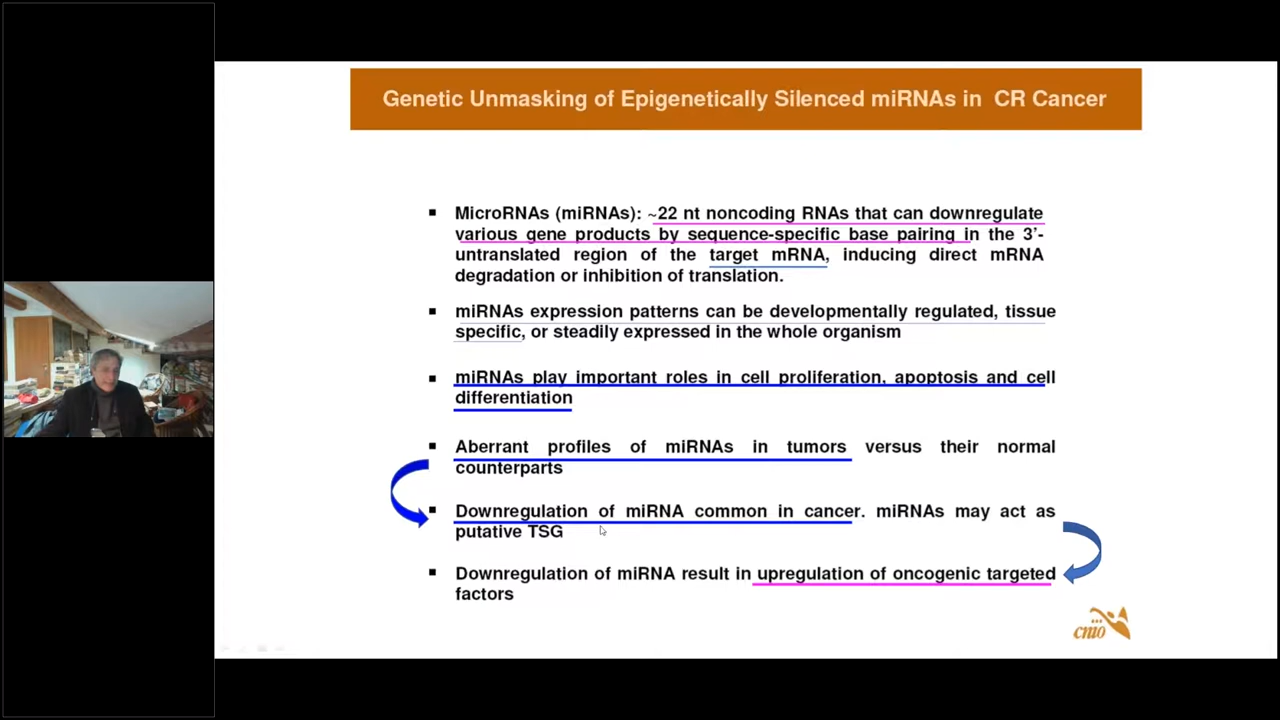 Genetic Unmasking of Epigenetically Silenced miRNAs in CR Cancer
▪ MicroRNAs (miRNAs): ~22 nt noncoding RNAs that can downregulate
various gene products by sequence-specific base pairing in the 3’-
untranslated region of the target mRNA, inducing direct mRNA
degradation or inhibition of translation.
▪ miRNAs expression patterns can be developmentally regulated, tissue
specific, or steadily expressed in the whole organism
▪ miRNAs play important roles in cell proliferation, apoptosis and cell
differentiation
▪ Aberrant profiles of miRNAs in tumors versus their normal
counterparts
▪ Downregulation of miRNA common in cancer. miRNAs may act as
putative TSG
▪ Downregulation of miRNA result in upregulation of oncogenic targeted
factors
cnio